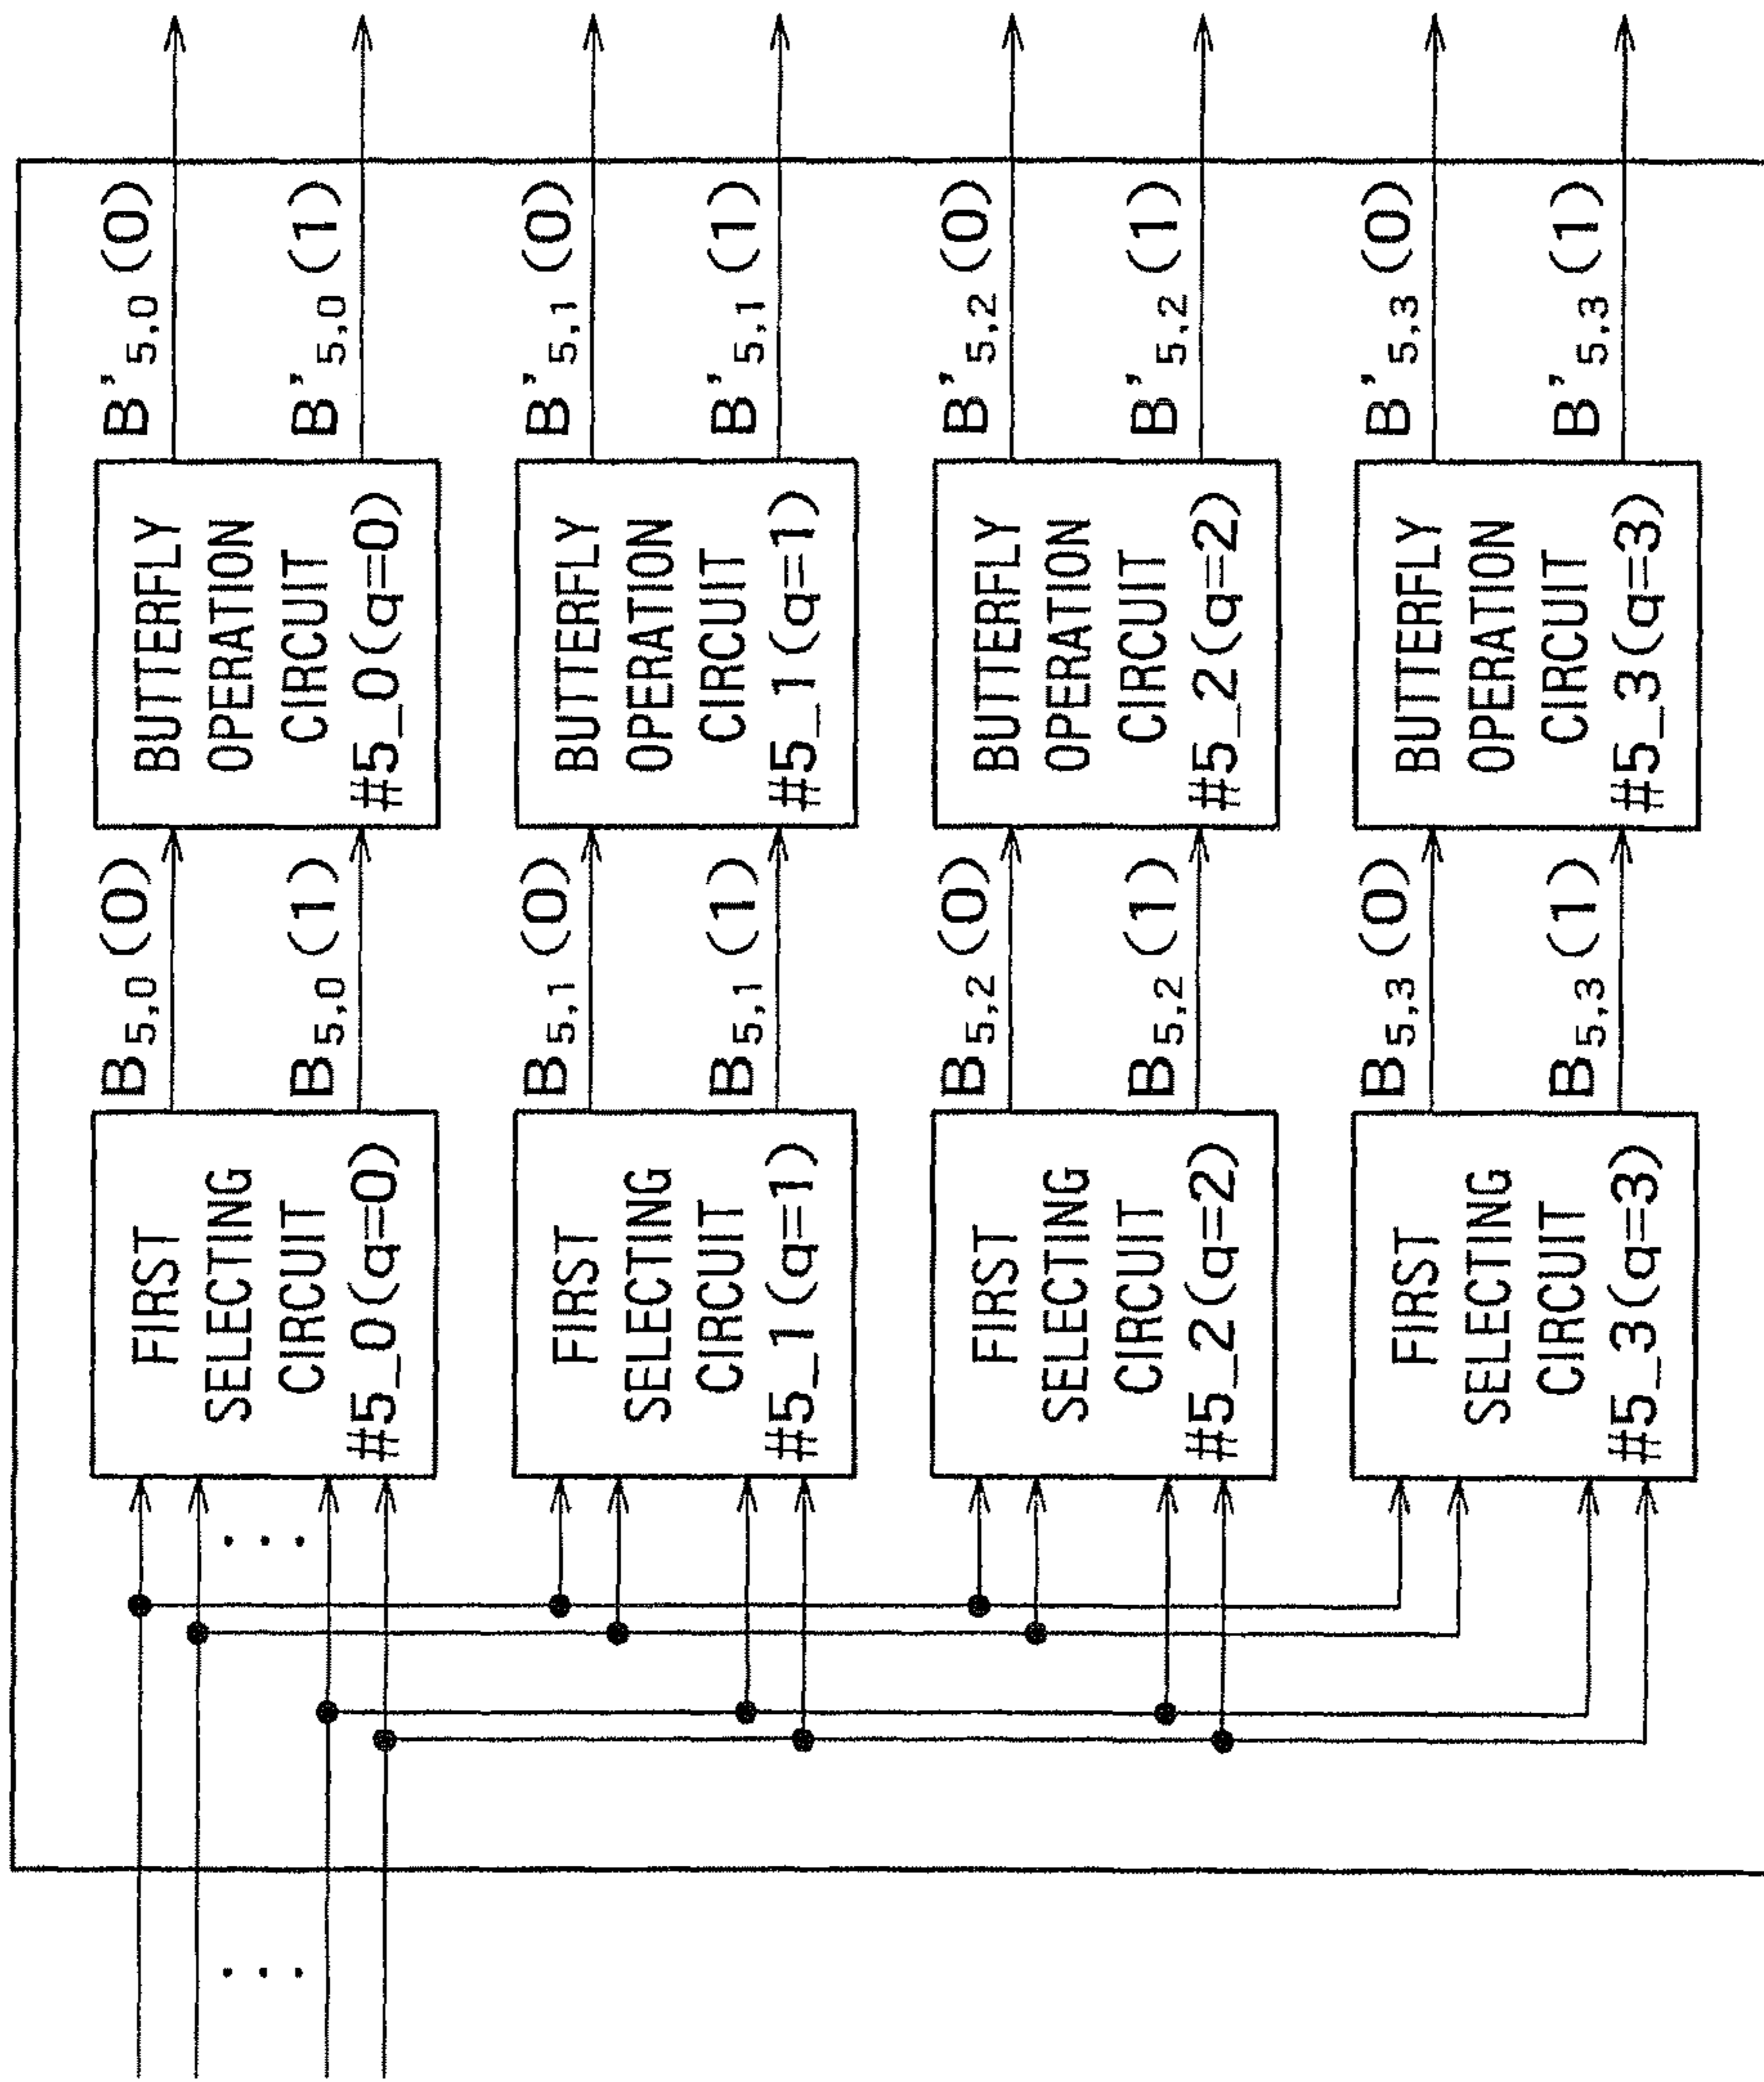 FIRST
SELECTING
CIRCUIT
#5_0(q=0)
B5,0(0)
B5,0(1)
BUTTERFLY
OPERATION
CIRCUIT
#5_0(q=0)
B'5,0(0)
B'5,0(1)
FIRST
SELECTING
CIRCUIT
#5_1(q=1)
B5,1(0)
B5,1(1)
BUTTERFLY
OPERATION
CIRCUIT
#5_1(q=1)
B'5,1(0)
B'5,1(1)
FIRST
SELECTING
CIRCUIT
#5_2(q=2)
B5,2(0)
B5,2(1)
BUTTERFLY
OPERATION
CIRCUIT
#5_2(q=2)
B'5,2(0)
B'5,2(1)
FIRST
SELECTING
CIRCUIT
#5_3(q=3)
B5,3(0)
B5,3(1)
BUTTERFLY
OPERATION
CIRCUIT
#5_3(q=3)
B'5,3(0)
B'5,3(1)